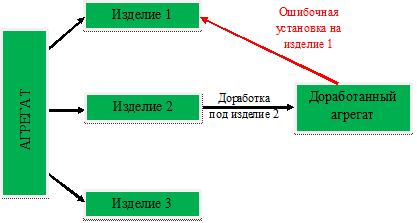 АГРЕГАТ
Изделие 1
Ошибочная
установка на
изделие 1
Изделие 2
Доработка
под изделие 2
Доработанный
агрегат
Изделие 3